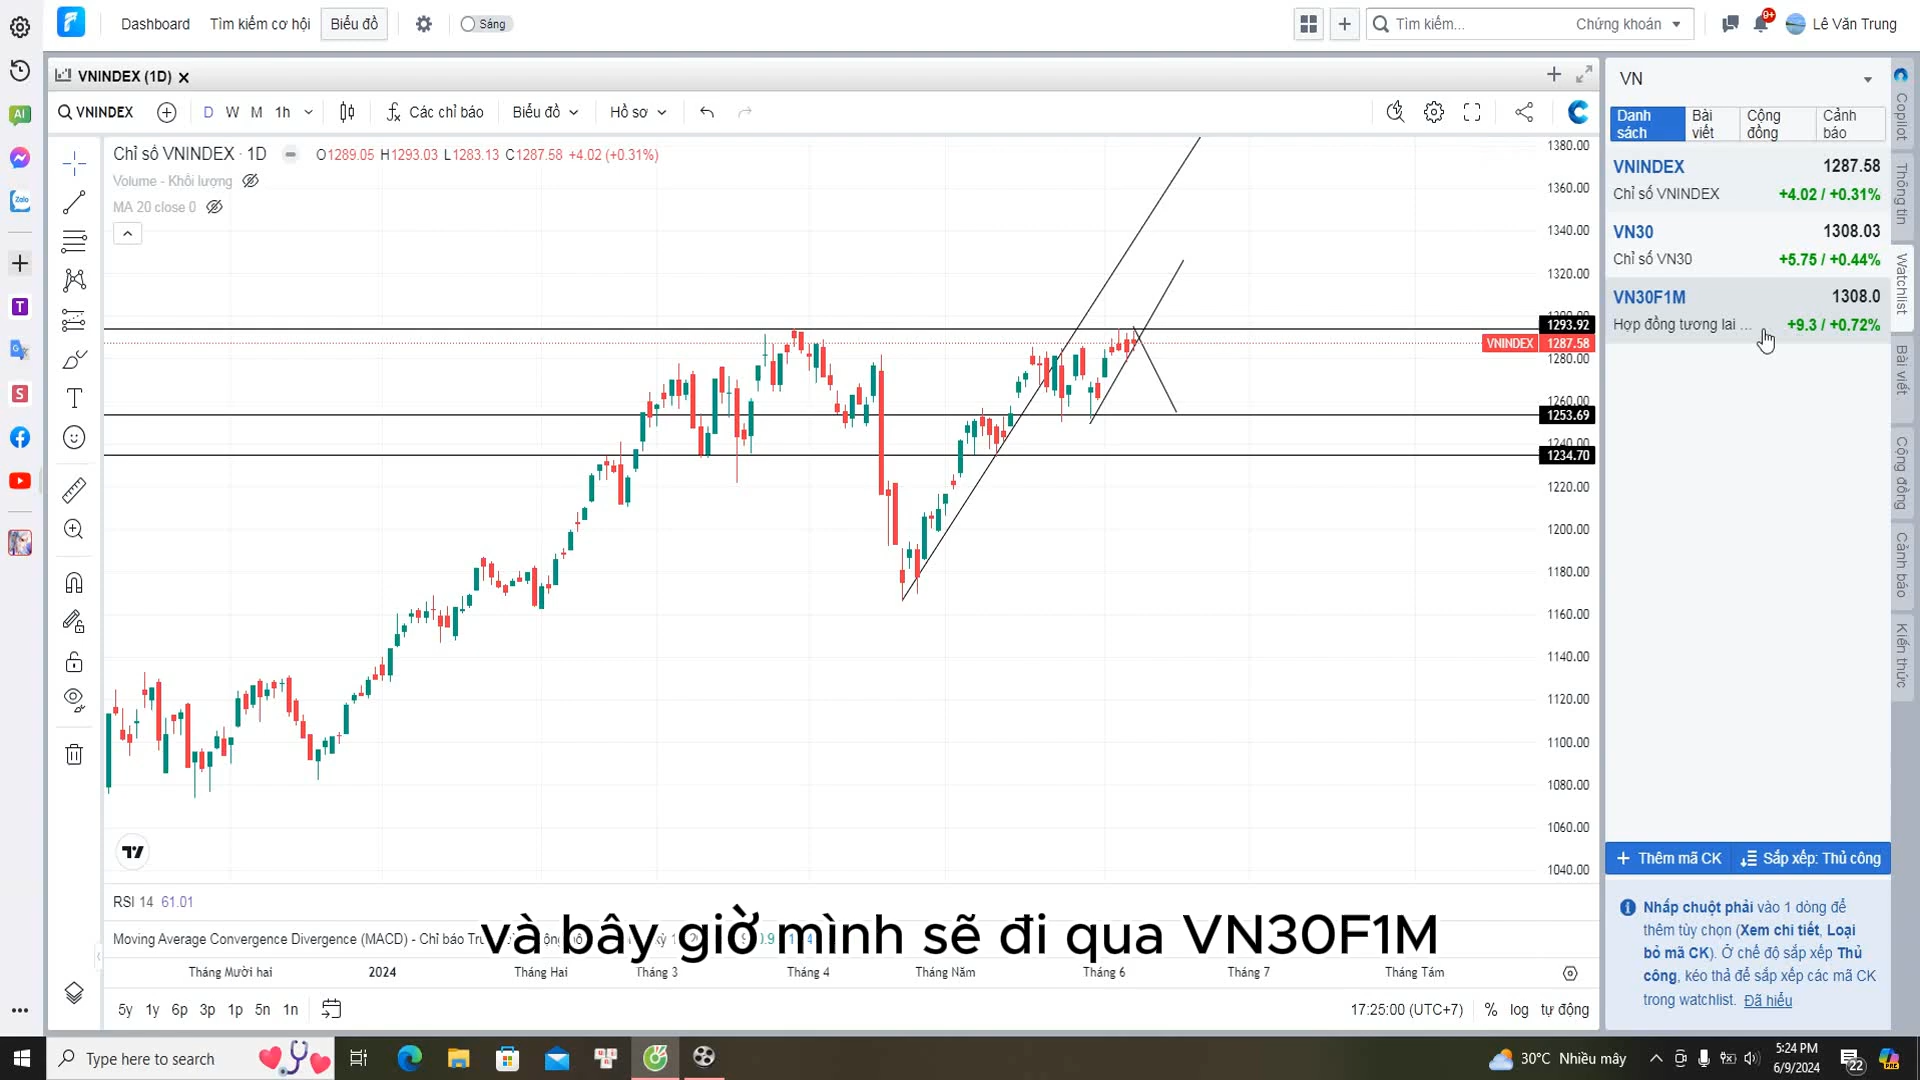 Dashboard Tìm kiếm cơ hội Biểu đồ Sáng Tìm kiếm... Chứng khoán 9+ Lê Văn Trung
VNINDEX (1D)
VNINDEX D W M 1h Các chỉ báo Biểu đồ Hồ sơ
Chỉ số VNINDEX · 1D O1289.05 H1293.03 L1283.13 C1287.58 +4.02 (+0.31%)
Volume - Khối lượng
MA 20 close 0
1380.00
1360.00
1340.00
1320.00
1293.92
VNINDEX 1287.58
1280.00
1260.00
1253.69
1240.00
1234.70
1220.00
1200.00
1180.00
1160.00
1140.00
1120.00
1100.00
1080.00
1060.00
1040.00
RSI 14 61.01
Moving Average Convergence Divergence (MACD) - Chỉ báo
và bây giờ mình sẽ đi qua VN30F1M
Tháng Mười hai 2024 Tháng Hai Tháng 3 Tháng 4 Tháng Năm Tháng 6 Tháng 7 Tháng Tám
5y 1y 6p 3p 1p 5n 1n 17:25:00 (UTC+7) % log tự động
VN
Danh sách
Bài viết
Cộng đồng
Cảnh báo
VNINDEX 1287.58
Chỉ số VNINDEX +4.02 / +0.31%
VN30 1308.03
Chỉ số VN30 +5.75 / +0.44%
VN30F1M 1308.0
Hợp đồng tương lai ... +9.3 / +0.72%
+ Thêm mã CK Sắp xếp: Thủ công
Nhấp chuột phải vào 1 dòng để
thêm tùy chọn (Xem chi tiết, Loại
bỏ mã CK). Ở chế độ sắp xếp Thủ
công, kéo thả để sắp xếp các mã CK
trong watchlist. Đã hiểu
Copilot
Thông tin
Watchlist
Bài viết
Cộng đồng
Cảnh báo
Kiến thức
AI
Zalo
T
S
Type here to search
30°C Nhiều mây
5:24 PM
6/9/2024
22